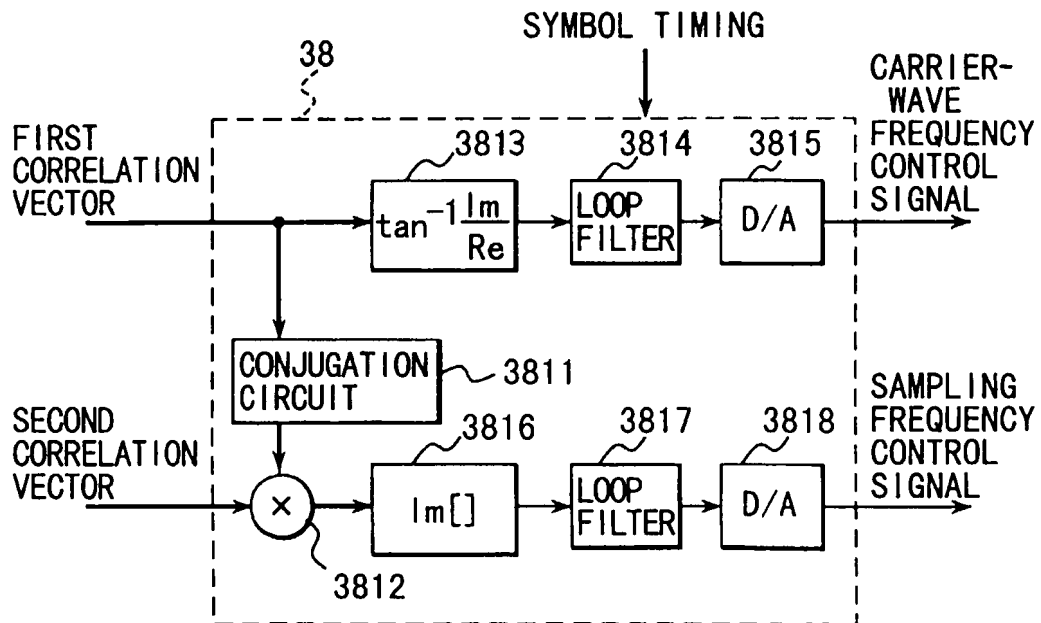 SYMBOL TIMING
38
CARRIER-
WAVE
FREQUENCY
CONTROL
SIGNAL
FIRST
CORRELATION
VECTOR
3813
3814
3815
tan⁻¹ Im/Re
LOOP
FILTER
D/A
CONJUGATION
CIRCUIT
3811
SECOND
CORRELATION
VECTOR
3816
3817
3818
SAMPLING
FREQUENCY
CONTROL
SIGNAL
×
Im[]
LOOP
FILTER
D/A
3812